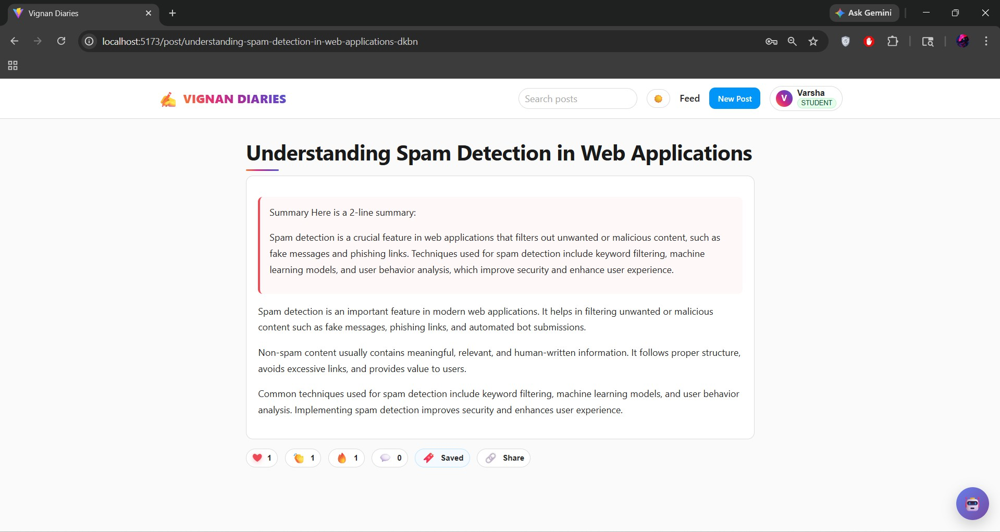 Vignan Diaries
Ask Gemini
localhost:5173/post/understanding-spam-detection-in-web-applications-dkbn
VIGNAN DIARIES
Search posts
Feed
New Post
V
Varsha
STUDENT
Understanding Spam Detection in Web Applications
Summary Here is a 2-line summary:
Spam detection is a crucial feature in web applications that filters out unwanted or malicious content, such as
fake messages and phishing links. Techniques used for spam detection include keyword filtering, machine
learning models, and user behavior analysis, which improve security and enhance user experience.
Spam detection is an important feature in modern web applications. It helps in filtering unwanted or malicious
content such as fake messages, phishing links, and automated bot submissions.
Non-spam content usually contains meaningful, relevant, and human-written information. It follows proper structure,
avoids excessive links, and provides value to users.
Common techniques used for spam detection include keyword filtering, machine learning models, and user behavior
analysis. Implementing spam detection improves security and enhances user experience.
1
1
1
0
Saved
Share